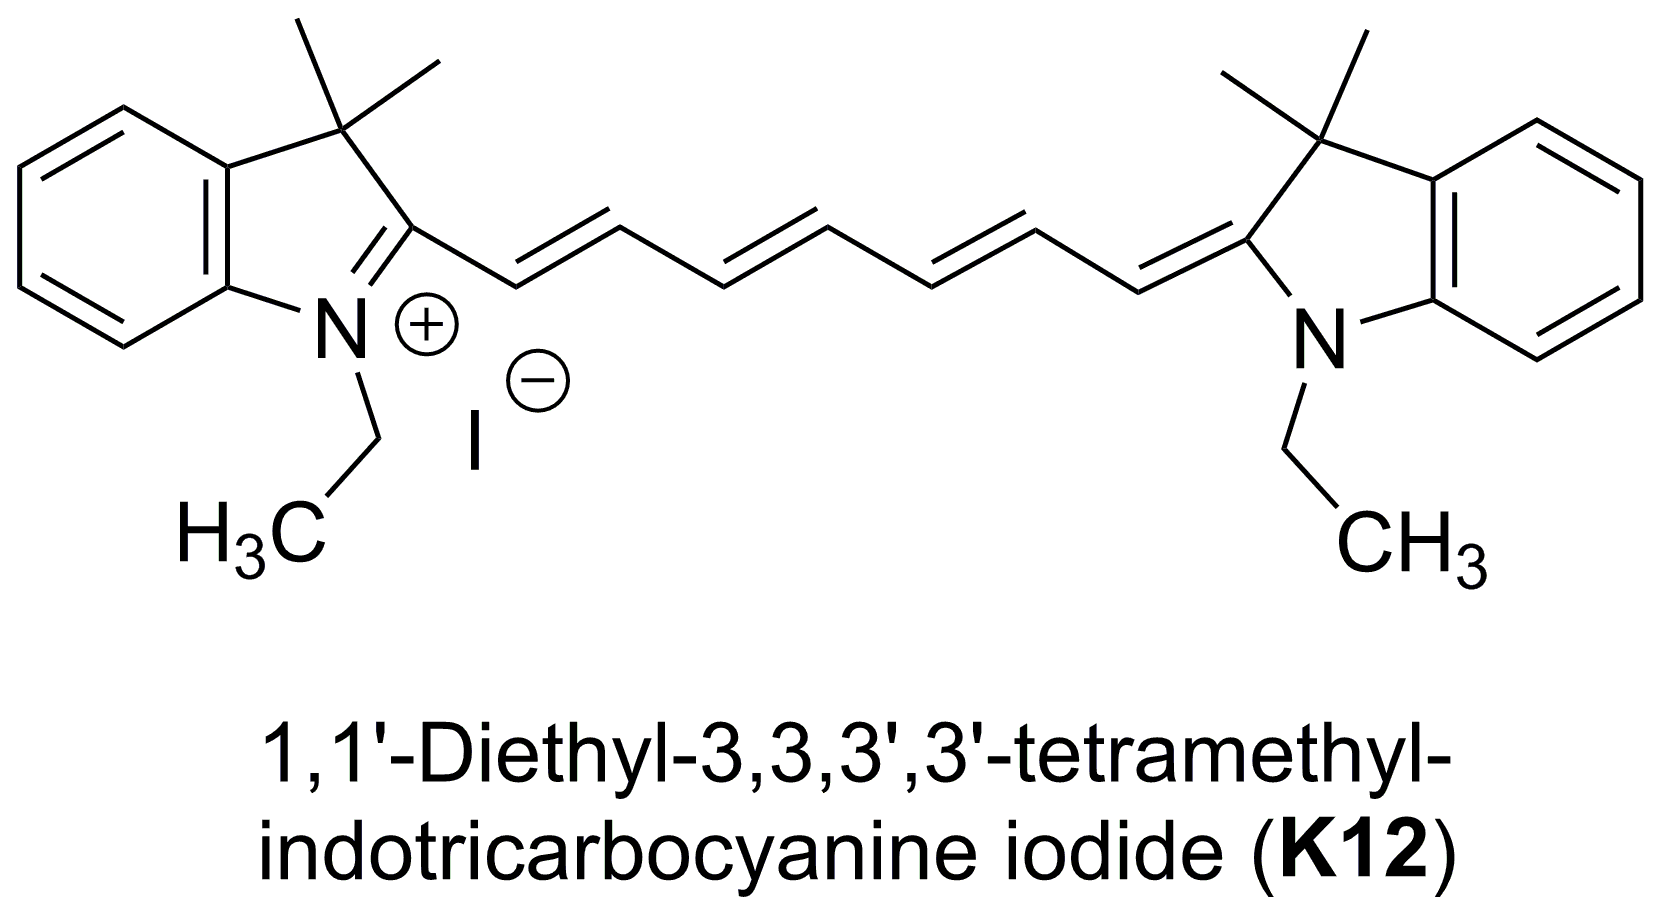 N
+
N
−
I
H3C
CH3
1,1'-Diethyl-3,3,3',3'-tetramethyl-
indotricarbocyanine iodide (K12)